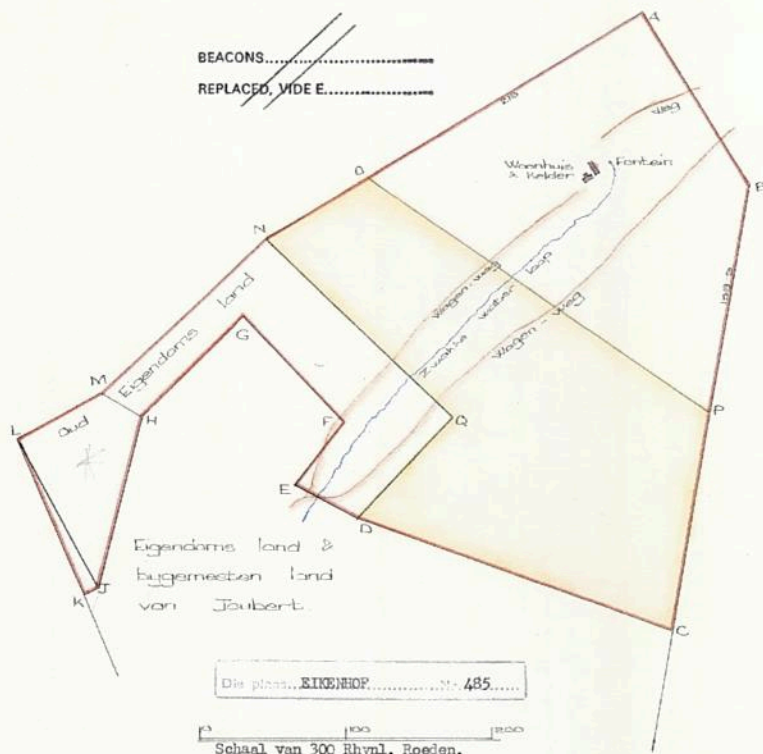 BEACONS
REPLACED, VIDE E
A
B
Weg
Woonhuis
& Kelder
Fontein
O
N
P
Wagen-weg
Zwakke water loop
Wagen-weg
Oud Eigendoms land
G
M
L
H
F
Q
E
D
C
K
J
Eigendoms land &
bygemeten land
van Joubert
Die plaas EIKENHOF No. 485
0 100 200
Schaal van 300 Rhynl. Roeden.